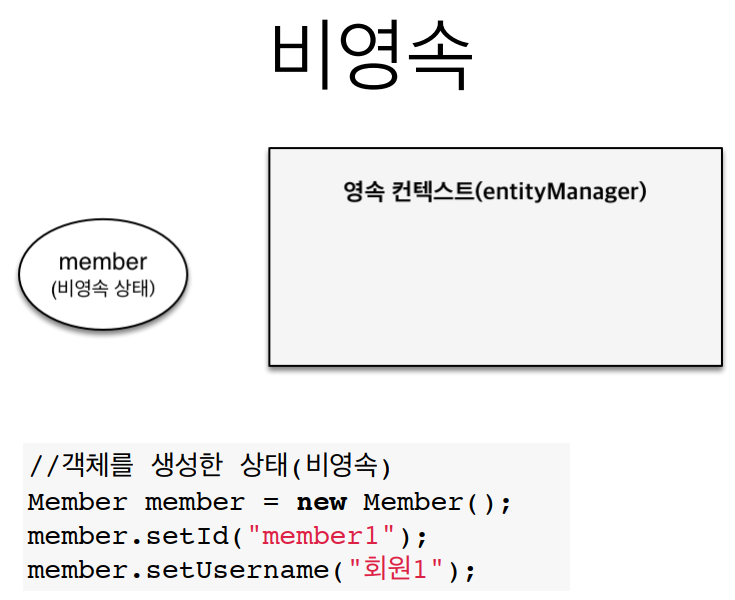 비영속
영속 컨텍스트(entityManager)
member
(비영속 상태)
//객체를 생성한 상태(비영속)
Member member = new Member();
member.setId("member1");
member.setUsername("회원1");